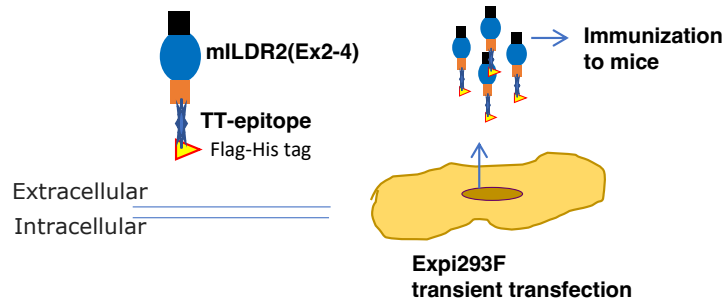 mILDR2(Ex2-4)
TT-epitope
Flag-His tag
Extracellular
Intracellular
Immunization
to mice
Expi293F
transient transfection